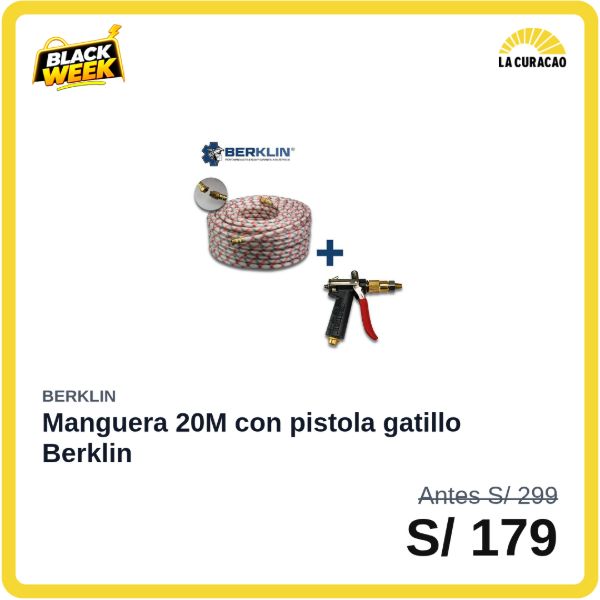 BLACK
WEEK
LA CURACAO
BERKLIN®
BERKLIN
Manguera 20M con pistola gatillo
Berklin
Antes S/ 299
S/ 179